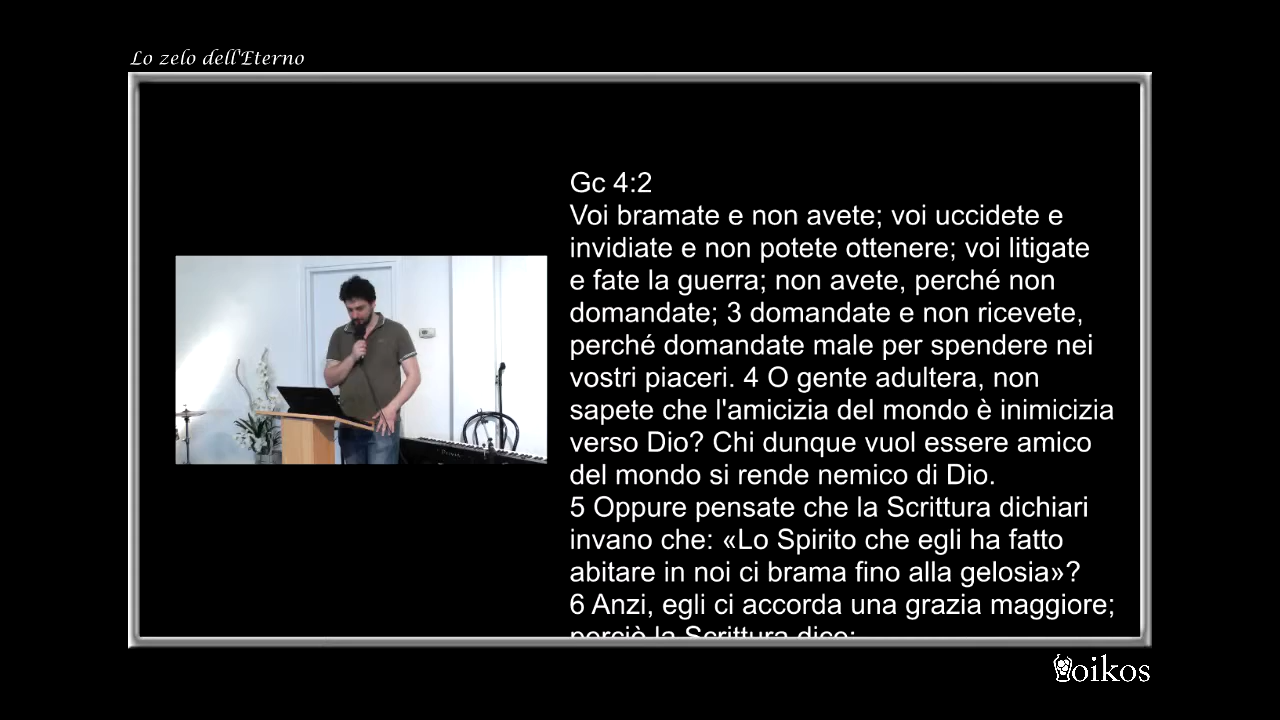 Lo zelo dell'Eterno
Gc 4:2
Voi bramate e non avete; voi uccidete e
invidiate e non potete ottenere; voi litigate
e fate la guerra; non avete, perché non
domandate; 3 domandate e non ricevete,
perché domandate male per spendere nei
vostri piaceri. 4 O gente adultera, non
sapete che l'amicizia del mondo è inimicizia
verso Dio? Chi dunque vuol essere amico
del mondo si rende nemico di Dio.
5 Oppure pensate che la Scrittura dichiari
invano che: «Lo Spirito che egli ha fatto
abitare in noi ci brama fino alla gelosia»?
6 Anzi, egli ci accorda una grazia maggiore;
perciò la Scrittura dice:
oikos